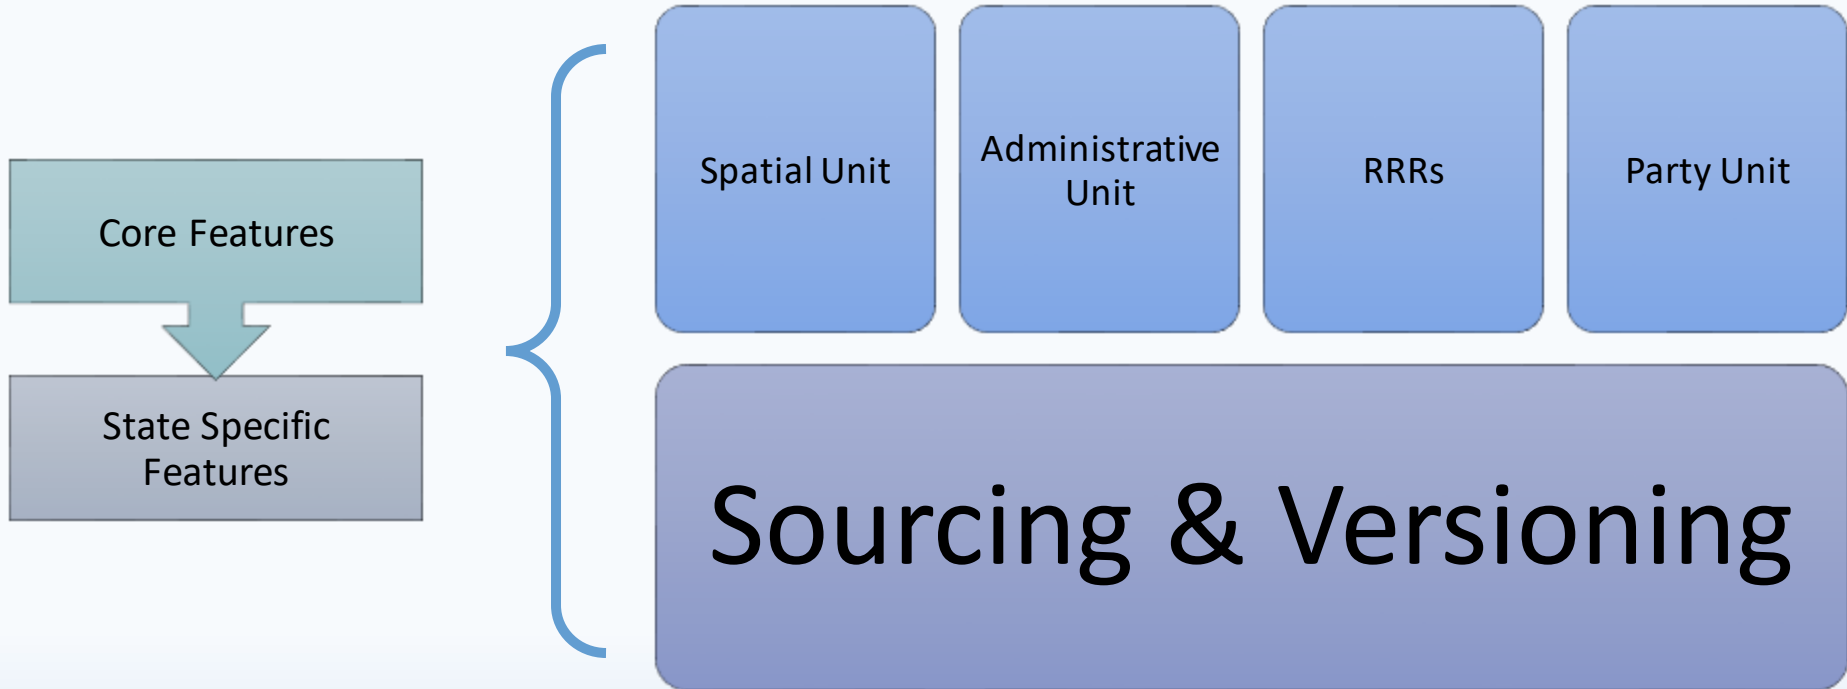 Core Features
State Specific
Features
Spatial Unit
Administrative
Unit
RRRs
Party Unit
Sourcing & Versioning